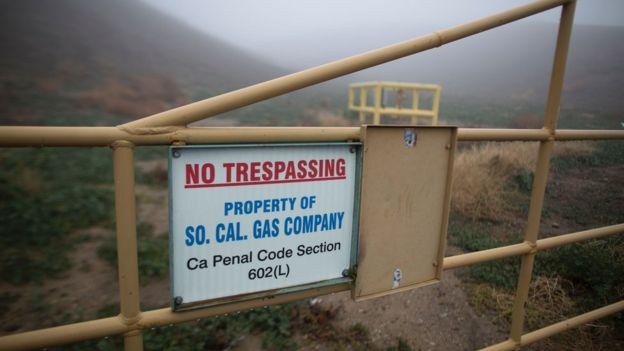 NO TRESPASSING
PROPERTY OF
SO. CAL. GAS COMPANY
Ca Penal Code Section
602(L)